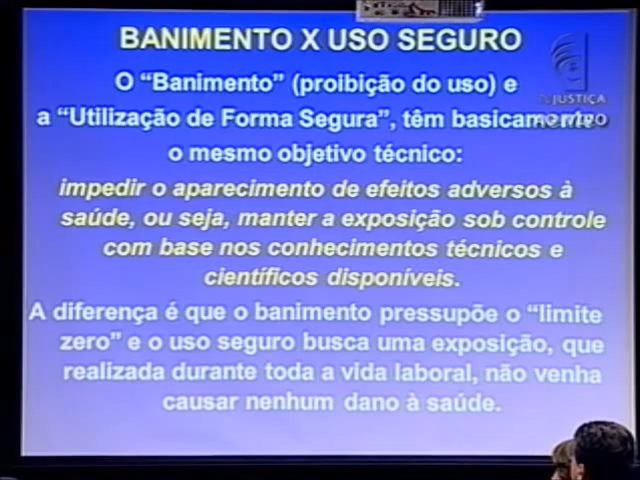 BANIMENTO X USO SEGURO
O “Banimento” (proibição do uso) e
a “Utilização de Forma Segura”, têm basicamente
o mesmo objetivo técnico:
impedir o aparecimento de efeitos adversos à
saúde, ou seja, manter a exposição sob controle
com base nos conhecimentos técnicos e
científicos disponíveis.
A diferença é que o banimento pressupõe o “limite
zero” e o uso seguro busca uma exposição, que
realizada durante toda a vida laboral, não venha
causar nenhum dano à saúde.
JUSTIÇA
AO VIVO